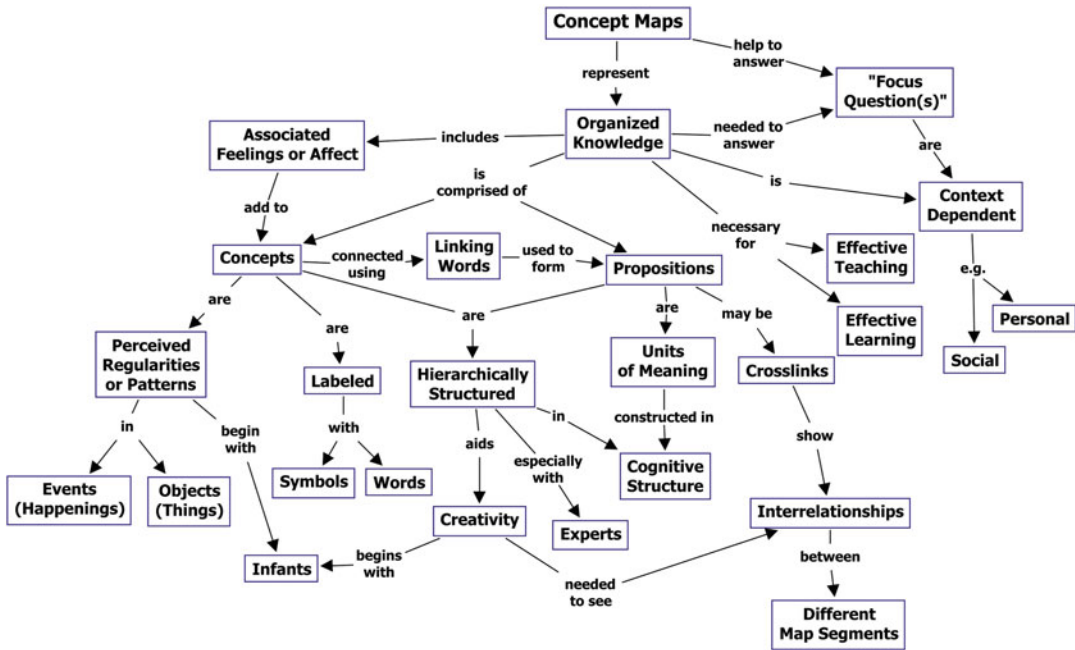 Concept Maps
help to
answer
represent
"Focus
Question(s)"
Associated
Feelings or Affect
includes
Organized
Knowledge
needed to
answer
are
is
comprised of
is
Context
Dependent
add to
necessary
for
Concepts
connected
using
Linking
Words
used to
form
Propositions
Effective
Teaching
e.g.
are
are
are
are
may be
Effective
Learning
Personal
Perceived
Regularities
or Patterns
Labeled
Hierarchically
Structured
Units
of Meaning
Crosslinks
Social
in
begin
with
with
aids
in
constructed in
show
especially
with
Events
(Happenings)
Objects
(Things)
Symbols
Words
Cognitive
Structure
Creativity
Experts
Interrelationships
Infants
begins
with
needed
to see
between
Different
Map Segments